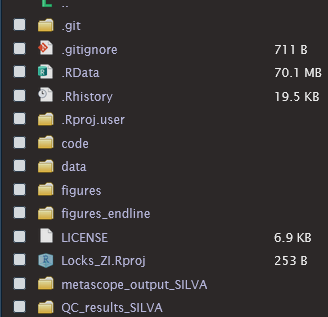 ..
.git
.gitignore 711 B
.RData 70.1 MB
.Rhistory 19.5 KB
.Rproj.user
code
data
figures
figures_endline
LICENSE 6.9 KB
Locks_ZI.Rproj 253 B
metascope_output_SILVA
QC_results_SILVA